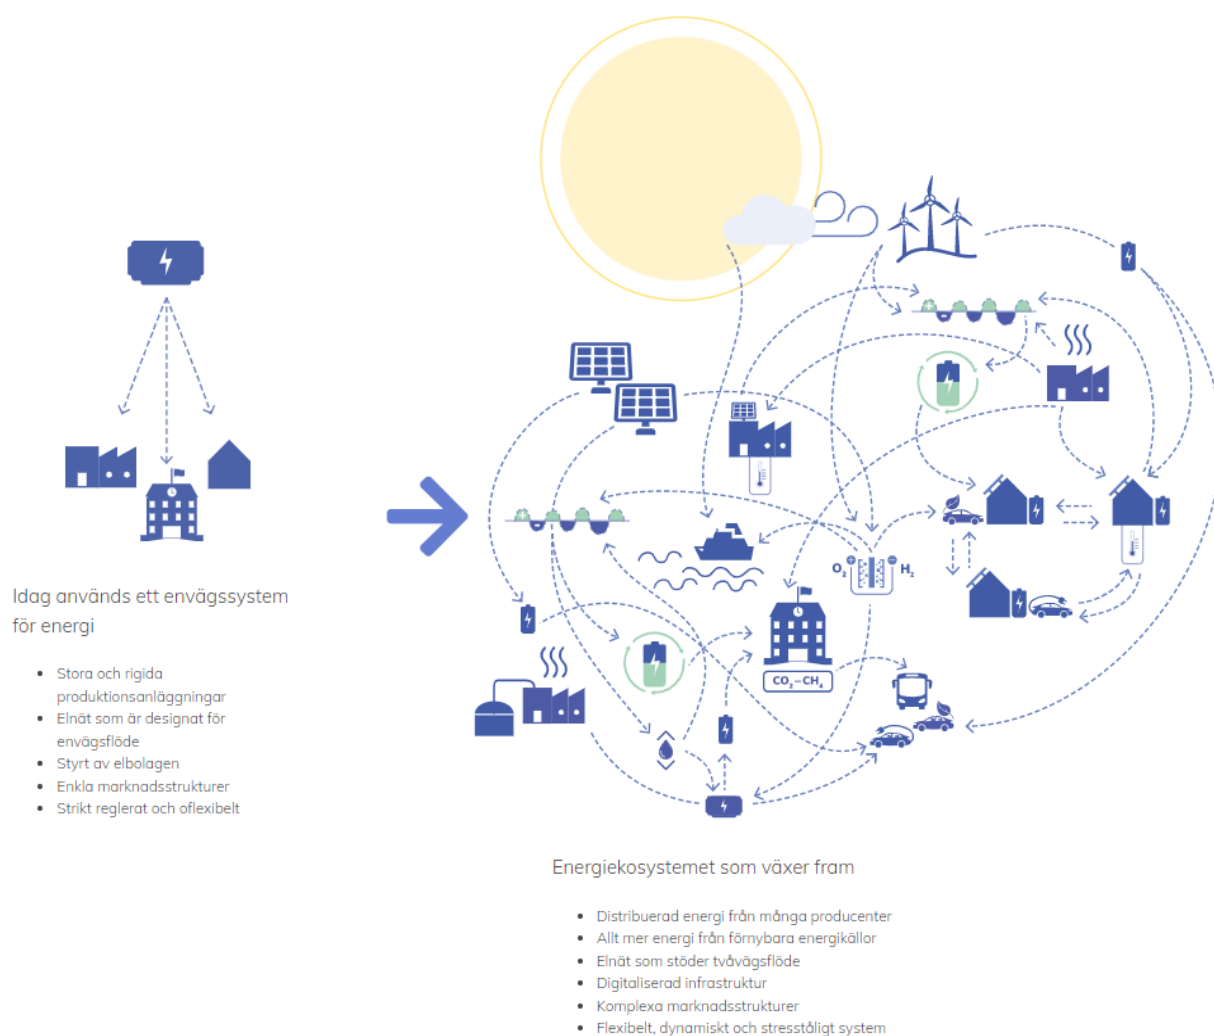 O₂
H₂
CO₂–CH₄
Idag används ett envägssystem
för energi
• Stora och rigida
produktionsanläggningar
• Elnät som är designat för
envägsflöde
• Styrt av elbolagen
• Enkla marknadsstrukturer
• Strikt reglerat och oflexibelt
Energiekosystemet som växer fram
• Distribuerad energi från många producenter
• Allt mer energi från förnybara energikällor
• Elnät som stöder tvåvägsflöde
• Digitaliserad infrastruktur
• Komplexa marknadsstrukturer
• Flexibelt, dynamiskt och stresståligt system